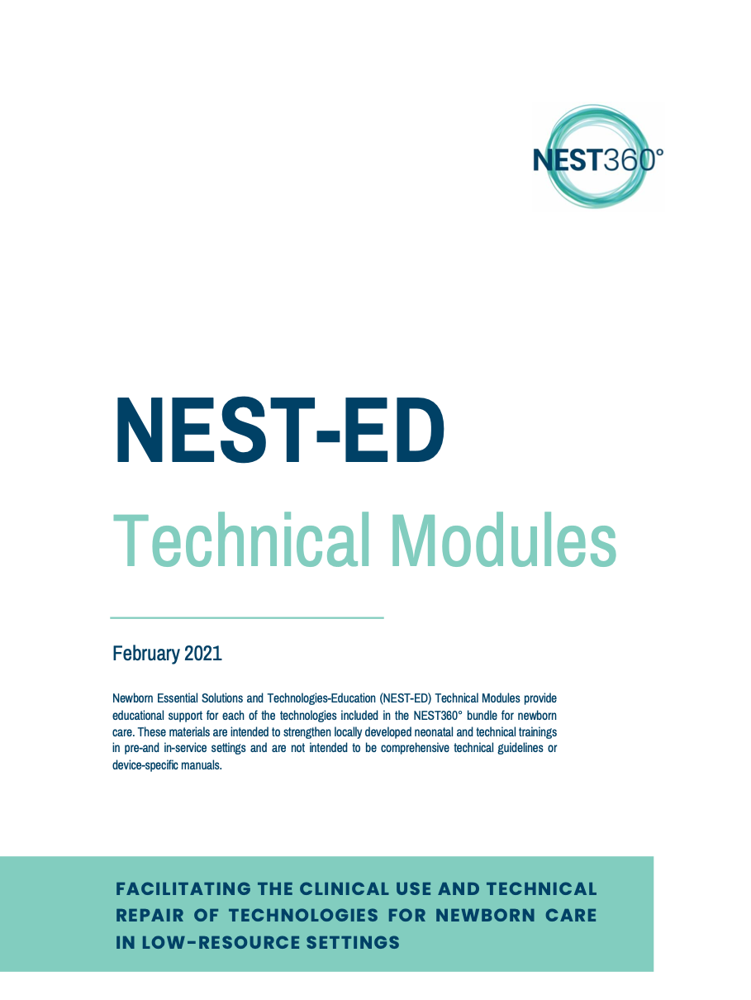 NEST360°
NEST-ED
Technical Modules
February 2021
Newborn Essential Solutions and Technologies-Education (NEST-ED) Technical Modules provide
educational support for each of the technologies included in the NEST360° bundle for newborn
care. These materials are intended to strengthen locally developed neonatal and technical trainings
in pre-and in-service settings and are not intended to be comprehensive technical guidelines or
device-specific manuals.
FACILITATING THE CLINICAL USE AND TECHNICAL
REPAIR OF TECHNOLOGIES FOR NEWBORN CARE
IN LOW-RESOURCE SETTINGS